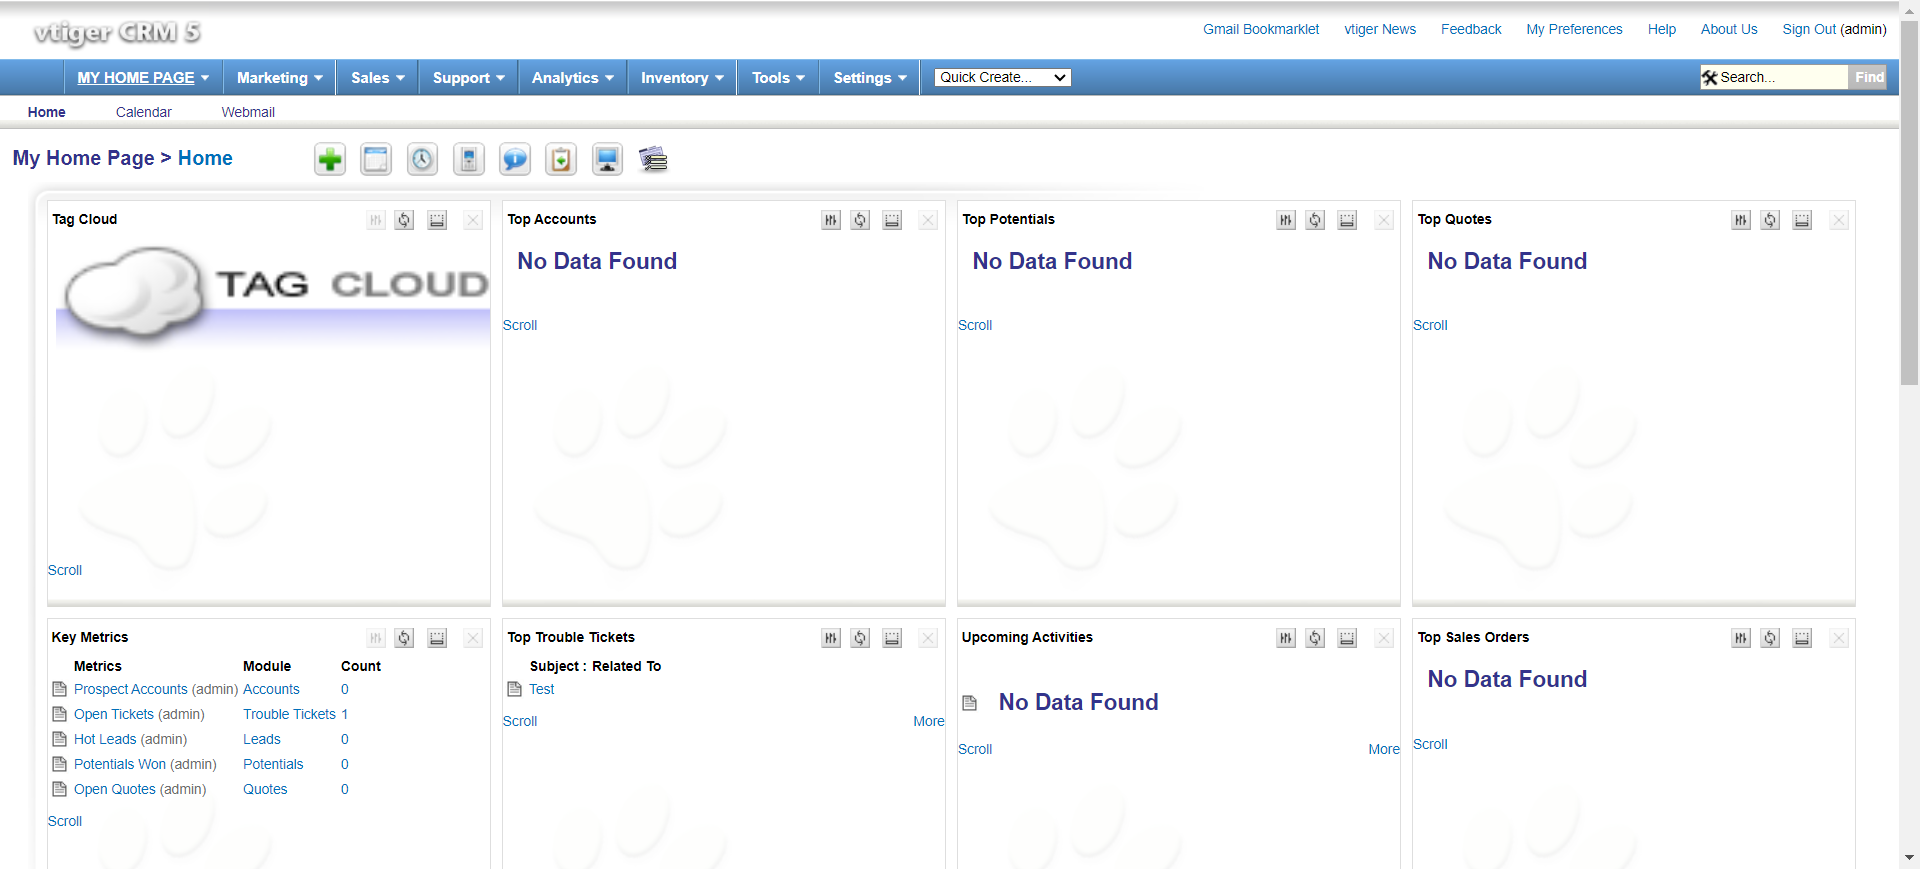 vtiger CRM 5
Gmail Bookmarklet vtiger News Feedback My Preferences Help About Us Sign Out (admin)
MY HOME PAGE Marketing Sales Support Analytics Inventory Tools Settings Quick Create... Search... Find
Home Calendar Webmail
My Home Page > Home
Tag Cloud Top Accounts Top Potentials Top Quotes
TAG CLOUD No Data Found No Data Found No Data Found
Scroll Scroll Scroll
Scroll
Key Metrics Top Trouble Tickets Upcoming Activities Top Sales Orders
Metrics Module Count Subject : Related To No Data Found
Prospect Accounts (admin) Accounts 0 Test No Data Found
Open Tickets (admin) Trouble Tickets 1 Scroll More
Hot Leads (admin) Leads 0 Scroll More Scroll
Potentials Won (admin) Potentials 0
Open Quotes (admin) Quotes 0
Scroll